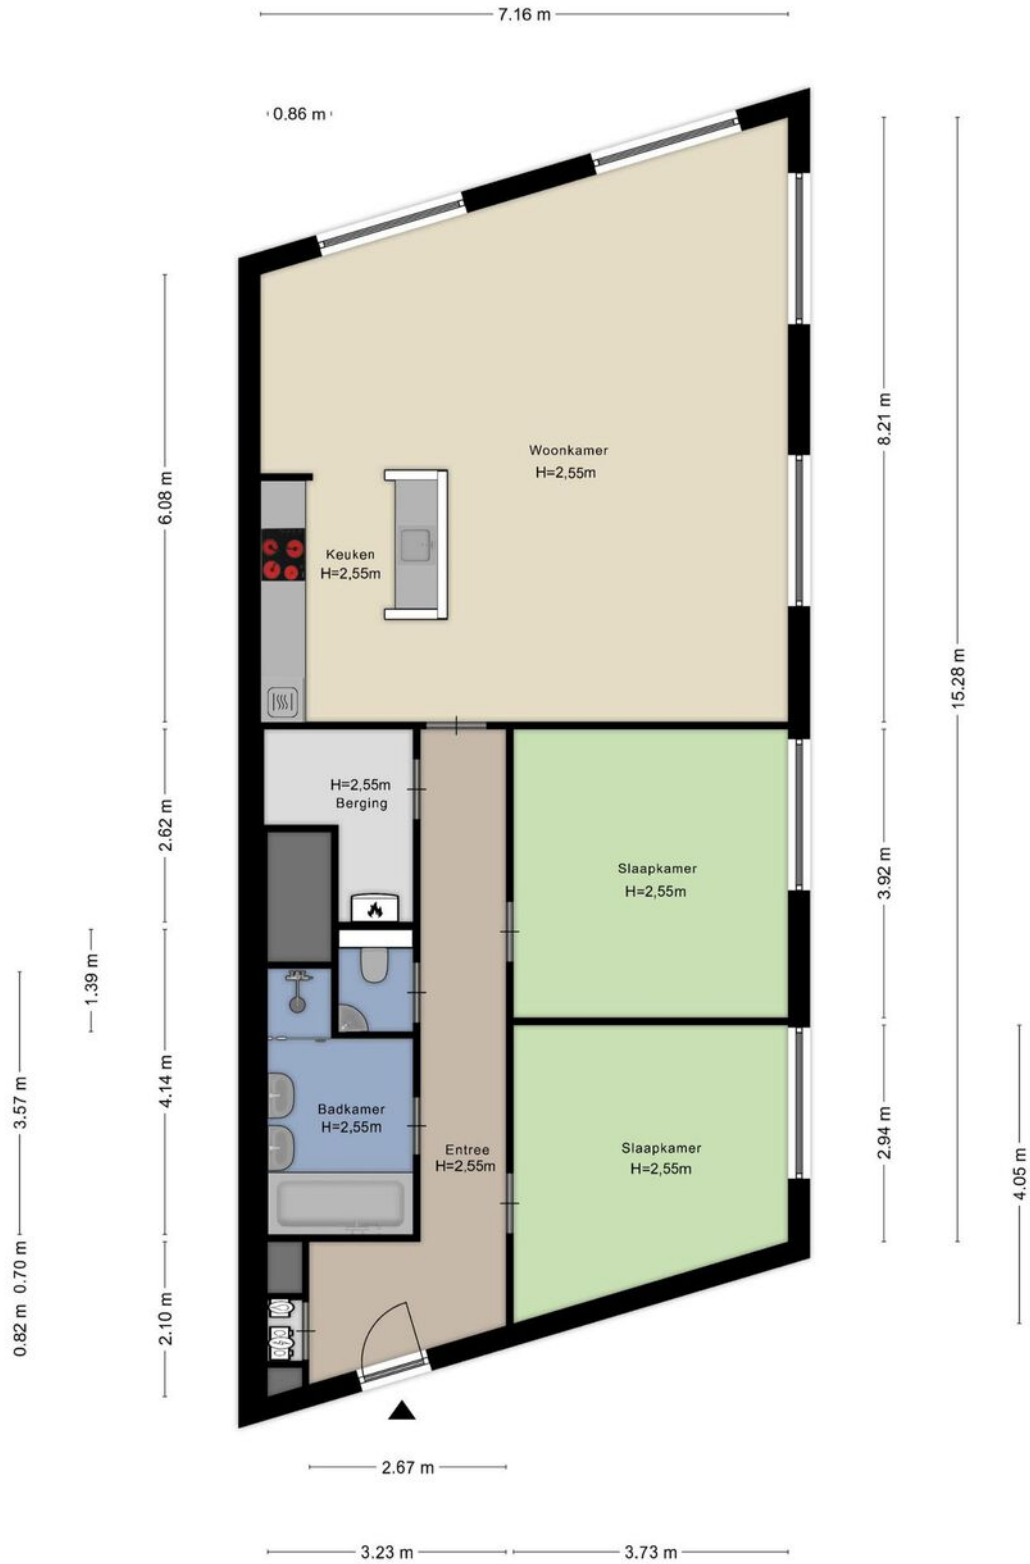 7.16 m
0.86 m
8.21 m
Woonkamer
H=2,55m
6.08 m
Keuken
H=2,55m
15.28 m
H=2,55m
Berging
2.62 m
Slaapkamer
H=2,55m
3.92 m
1.39 m
4.14 m
3.57 m
Badkamer
H=2,55m
Entree
H=2,55m
Slaapkamer
H=2,55m
2.94 m
4.05 m
0.70 m
0.82 m
2.10 m
2.67 m
3.23 m
3.73 m